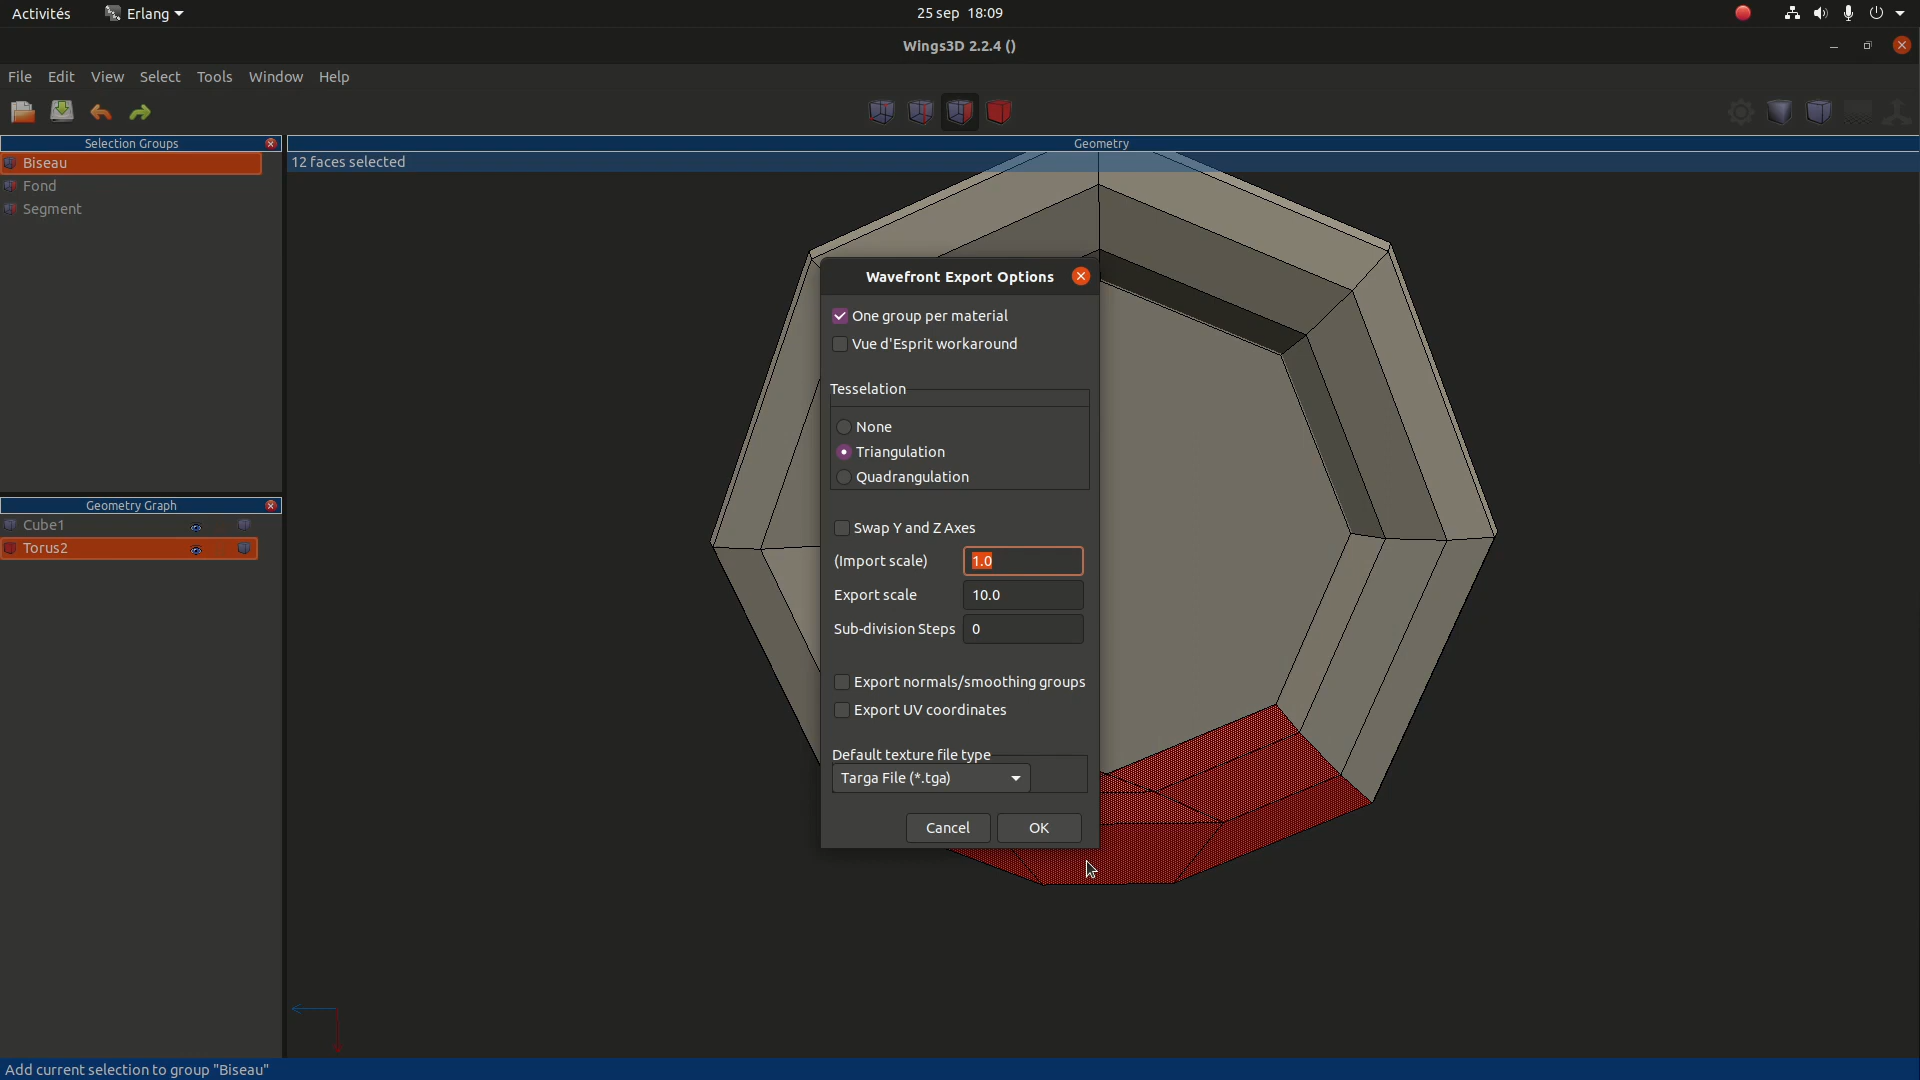 Activités
Erlang
25 sep 18:09
Wings3D 2.2.4 ()
File Edit View Select Tools Window Help
Selection Groups
Geometry
Biseau
12 faces selected
Fond
Segment
Geometry Graph
Cube1
Torus2
Wavefront Export Options
One group per material
Vue d'Esprit workaround
Tesselation
None
Triangulation
Quadrangulation
Swap Y and Z Axes
(Import scale) 1.0
Export scale 10.0
Sub-division Steps 0
Export normals/smoothing groups
Export UV coordinates
Default texture file type
Targa File (*.tga)
Cancel OK
Add current selection to group "Biseau"